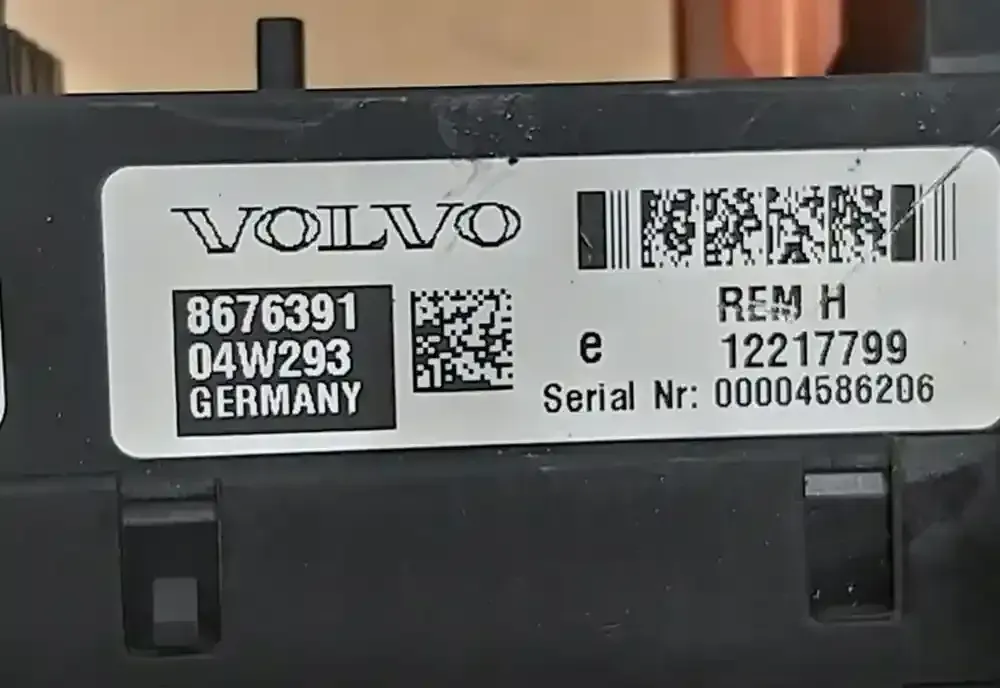 VOLVO
8676391
04W293
GERMANY
REM H
e 12217799
Serial Nr: 00004586206